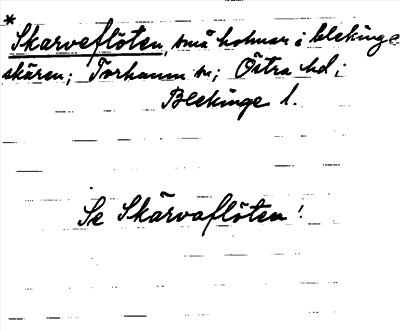 * Skarveflöten, små holmar i blekinge
skären; Torhamn sn; Östra hd;
Blekinge l.
Se Skärvaflöten!